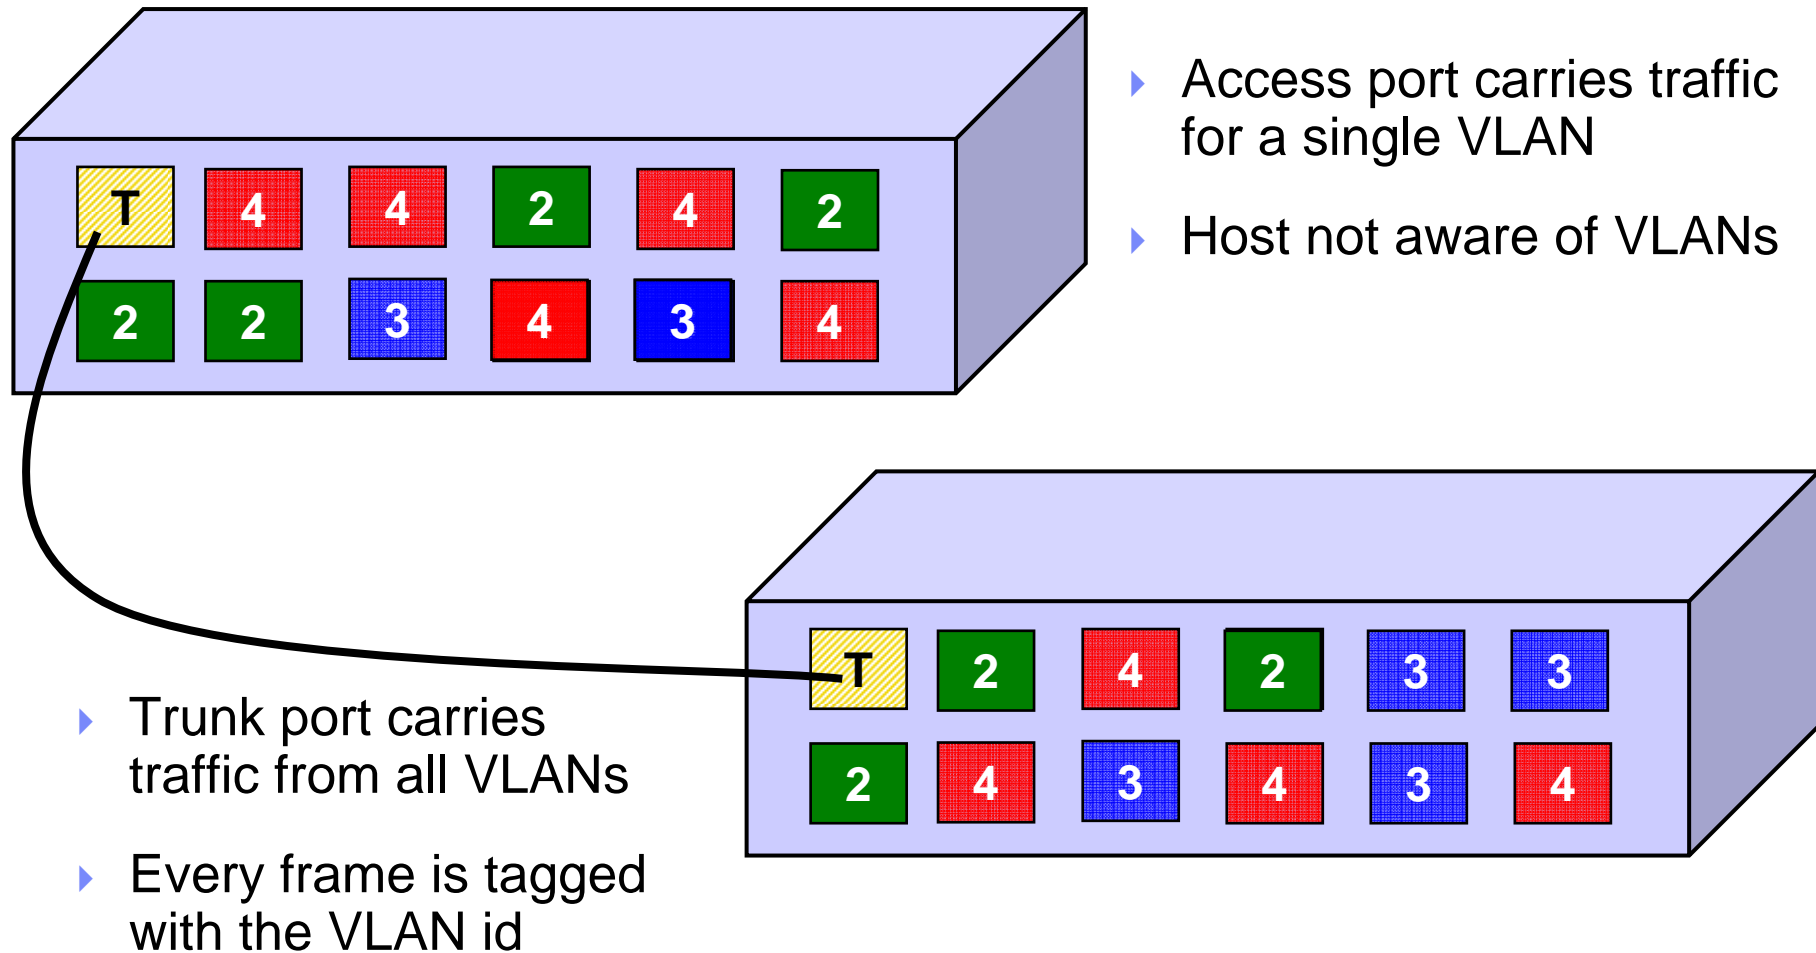 Access port carries traffic
for a single VLAN
Host not aware of VLANs
T 4 4 2 4 2
2 2 3 4 3 4
T 2 4 2 3 3
2 4 3 4 3 4
Trunk port carries
traffic from all VLANs
Every frame is tagged
with the VLAN id